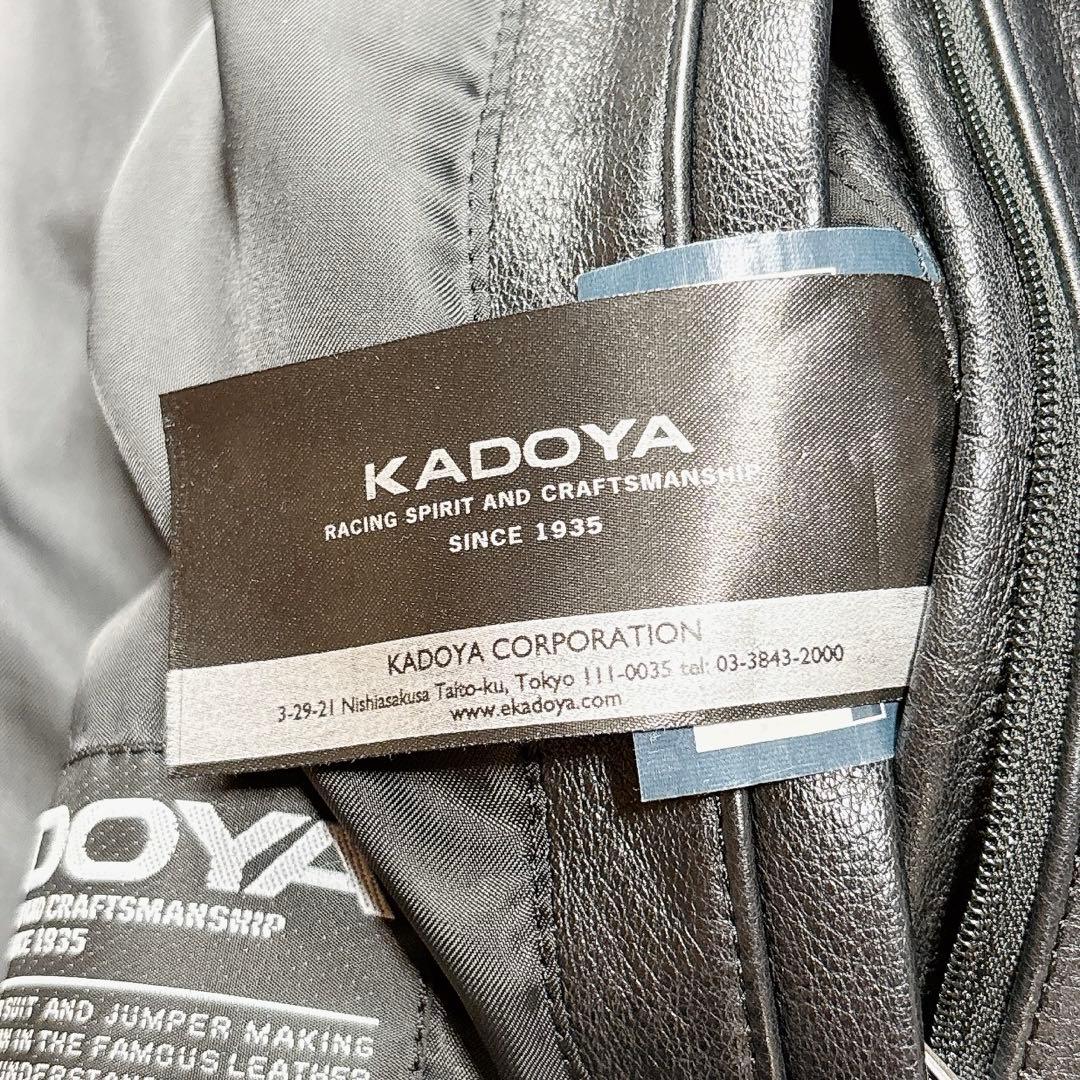 KADOYA
RACING SPIRIT AND CRAFTSMANSHIP
SINCE 1935
KADOYA CORPORATION
3-29-21 Nishiasakusa Taito-ku, Tokyo 111-0035 tel: 03-3843-2000
www.ekadoya.com
DOYA
CRAFTSMANSHIP
1935
SUIT AND JUMPER MAKING
IN THE FAMOUS LEATHER